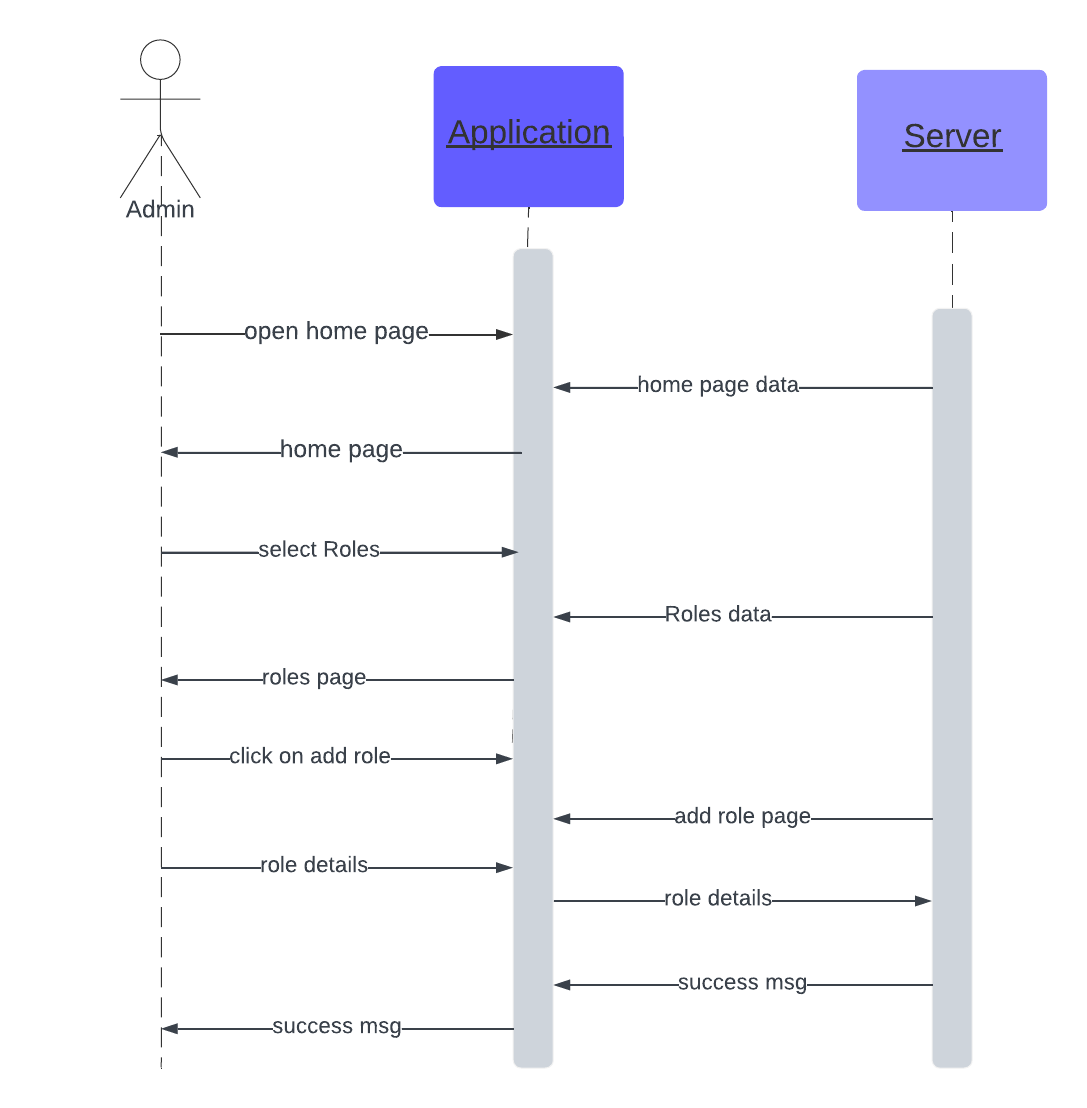 Application
Server
Admin
open home page
home page data
home page
select Roles
Roles data
roles page
click on add role
add role page
role details
role details
success msg
success msg